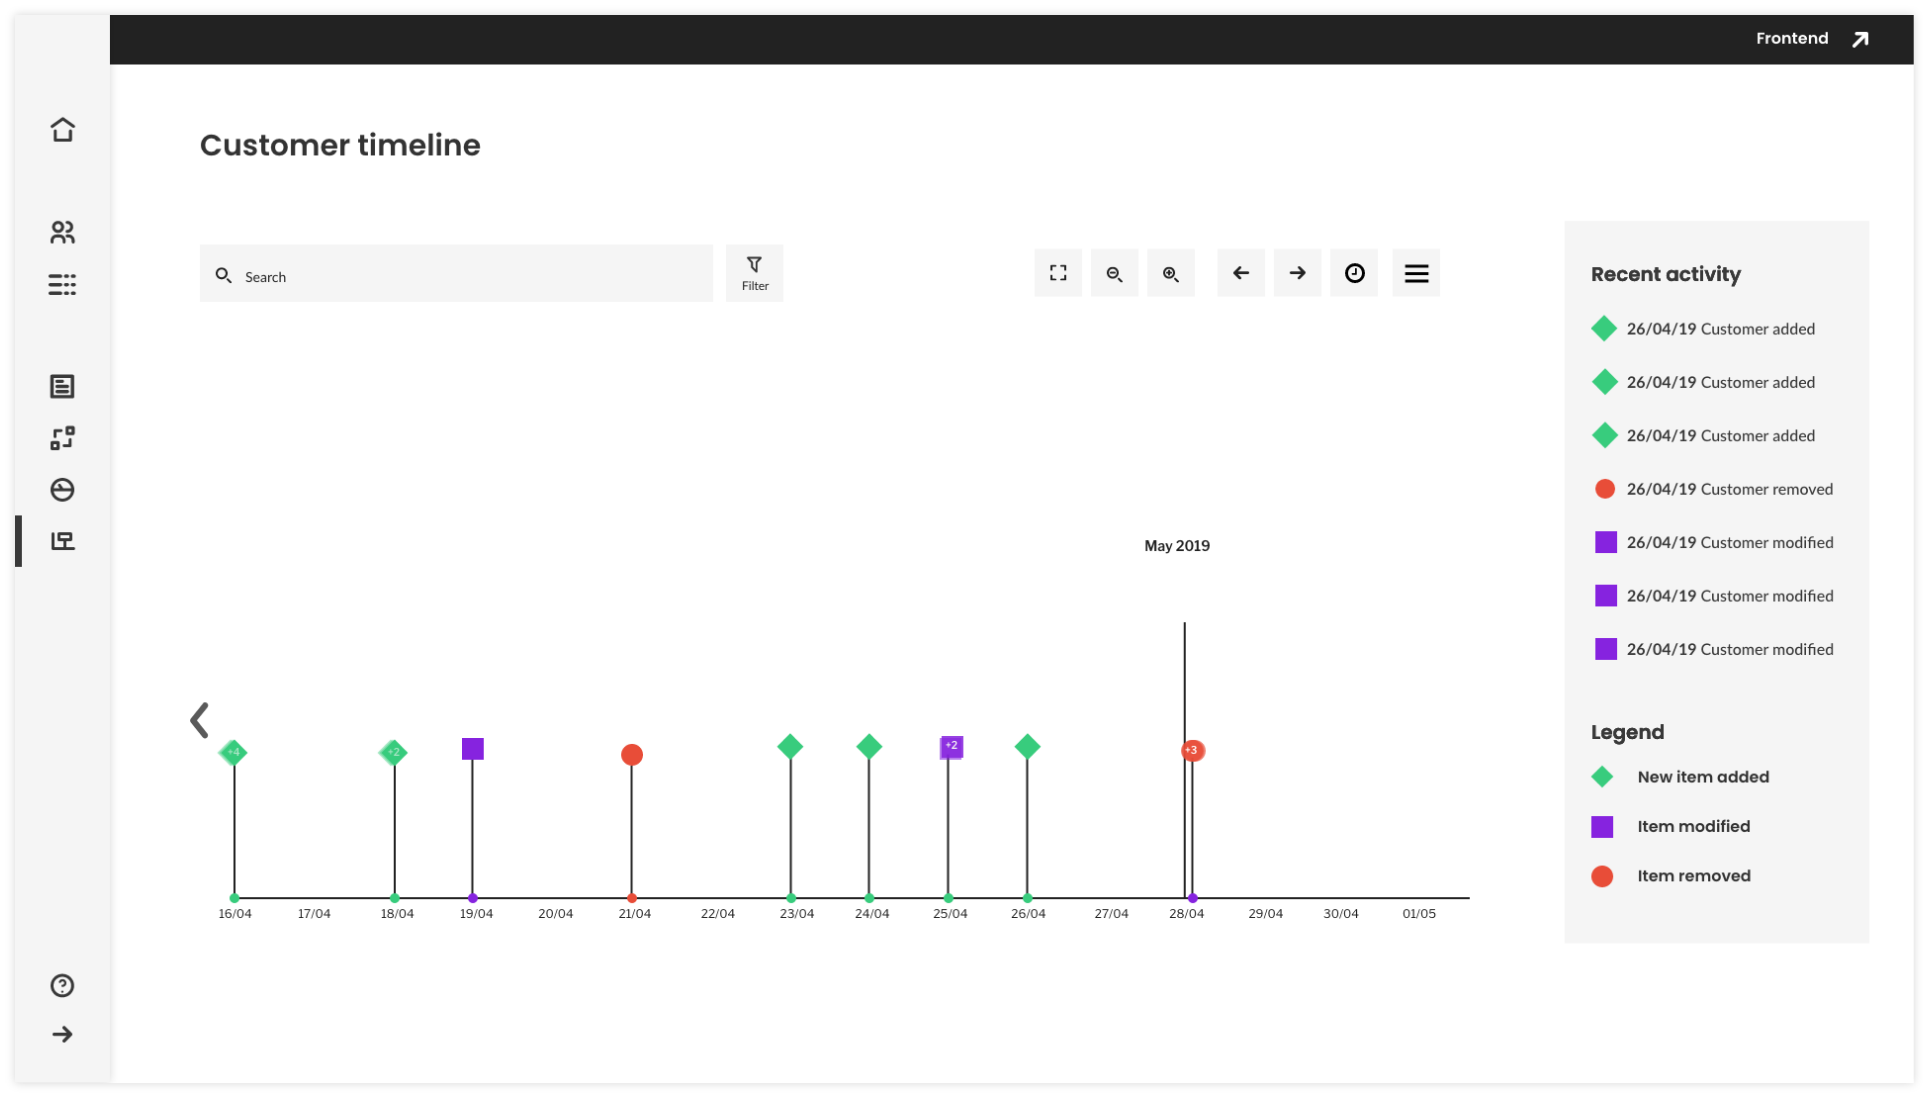 Frontend
Customer timeline
Search
Filter
Recent activity
26/04/19 Customer added
26/04/19 Customer added
26/04/19 Customer added
26/04/19 Customer removed
26/04/19 Customer modified
26/04/19 Customer modified
26/04/19 Customer modified
May 2019
+4
+2
+2
+3
16/04
17/04
18/04
19/04
20/04
21/04
22/04
23/04
24/04
25/04
26/04
27/04
28/04
29/04
30/04
01/05
Legend
New item added
Item modified
Item removed